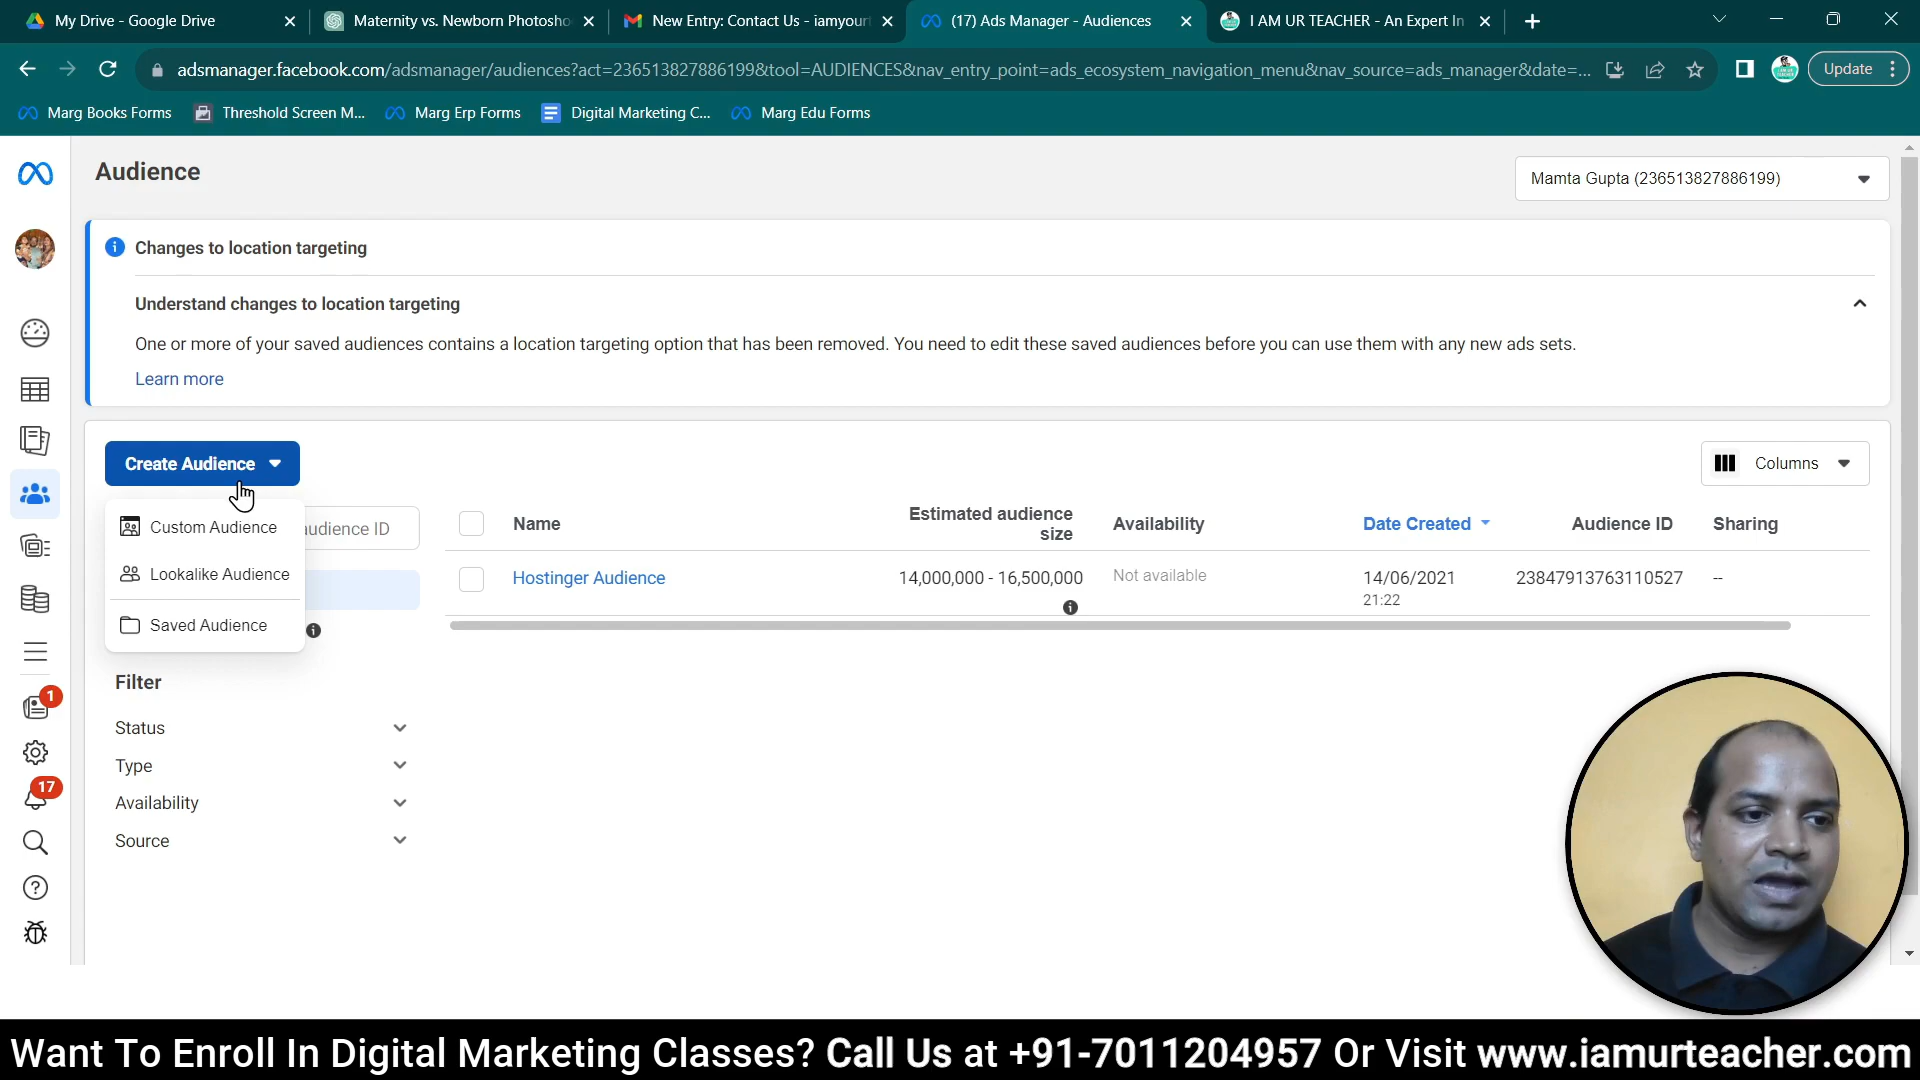 My Drive - Google Drive
Maternity vs. Newborn Photosho
New Entry: Contact Us - iamyourt
(17) Ads Manager - Audiences
I AM UR TEACHER - An Expert In
adsmanager.facebook.com/adsmanager/audiences?act=236513827886199&tool=AUDIENCES&nav_entry_point=ads_ecosystem_navigation_menu&nav_source=ads_manager&date=...
Update
Marg Books Forms
Threshold Screen M...
Marg Erp Forms
Digital Marketing C...
Marg Edu Forms
Audience
Mamta Gupta (236513827886199)
Changes to location targeting
Understand changes to location targeting
One or more of your saved audiences contains a location targeting option that has been removed. You need to edit these saved audiences before you can use them with any new ads sets.
Learn more
Create Audience
Columns
Custom Audience
audience ID
Lookalike Audience
Saved Audience
Name
Estimated audience
size
Availability
Date Created
Audience ID
Sharing
Hostinger Audience
14,000,000 - 16,500,000
Not available
14/06/2021
21:22
23847913763110527
--
Filter
Status
Type
Availability
Source
1
17
Want To Enroll In Digital Marketing Classes? Call Us at +91-7011204957 Or Visit www.iamurteacher.com